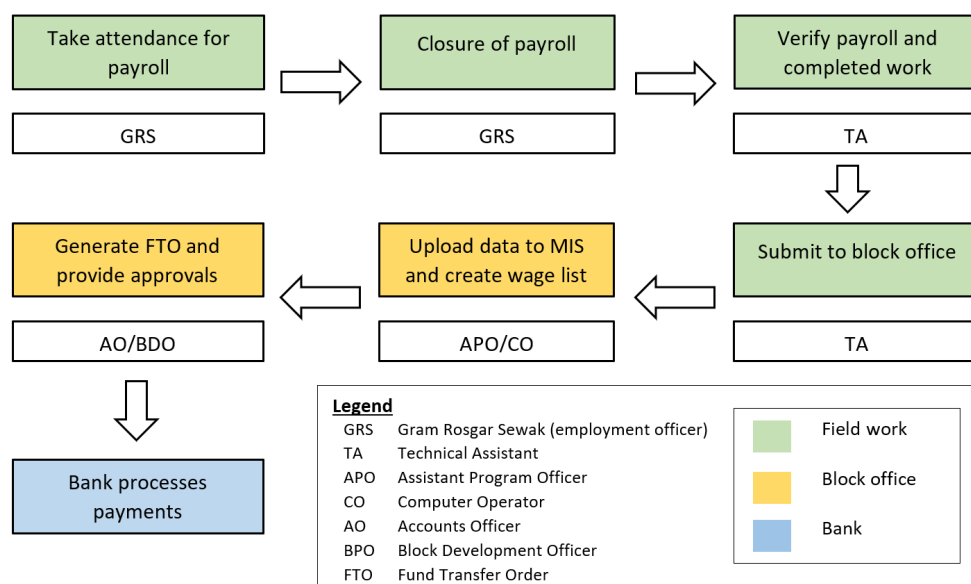 Take attendance for
payroll
GRS
Closure of payroll
GRS
Verify payroll and
completed work
TA
Submit to block office
TA
Upload data to MIS
and create wage list
APO/CO
Generate FTO and
provide approvals
AO/BDO
Bank processes
payments
Legend
GRS Gram Rosgar Sewak (employment officer)
TA Technical Assistant
APO Assistant Program Officer
CO Computer Operator
AO Accounts Officer
BPO Block Development Officer
FTO Fund Transfer Order
Field work
Block office
Bank